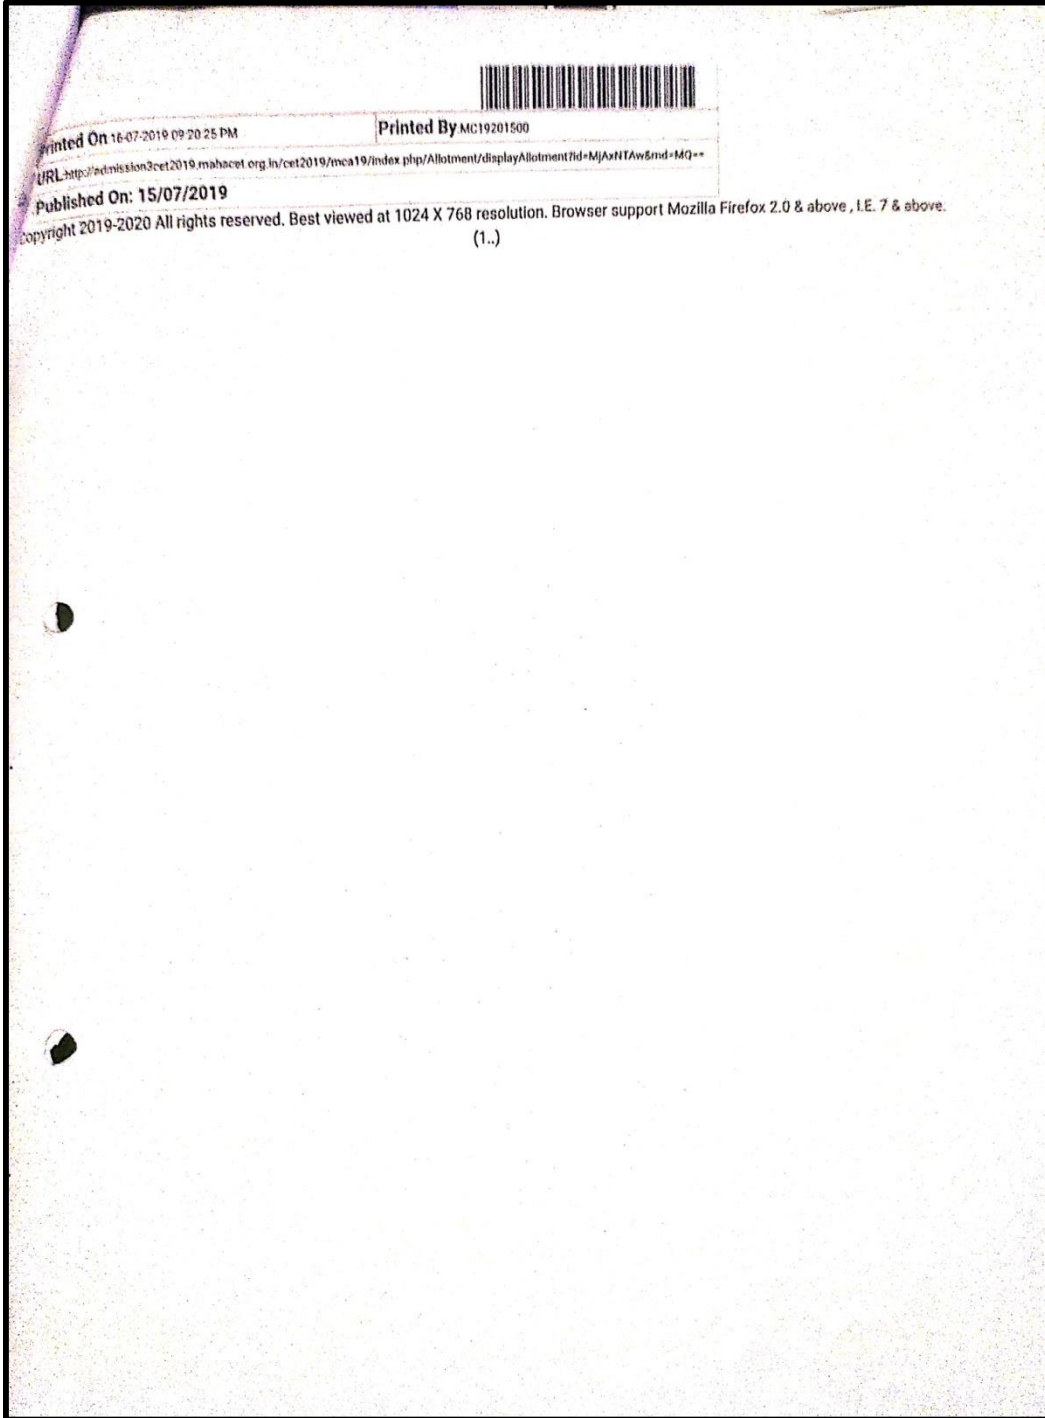 Printed On 16-07-2019 09:20:25 PM Printed By MC19201500
URL-http://admission3cet2019.mahacet.org.in/cet2019/mca19/index.php/Allotment/displayAllotment?id=MjAxNTAw&md=MQ==
Published On: 15/07/2019
Copyright 2019-2020 All rights reserved. Best viewed at 1024 X 768 resolution. Browser support Mozilla Firefox 2.0 & above , I.E. 7 & above.
(1..)